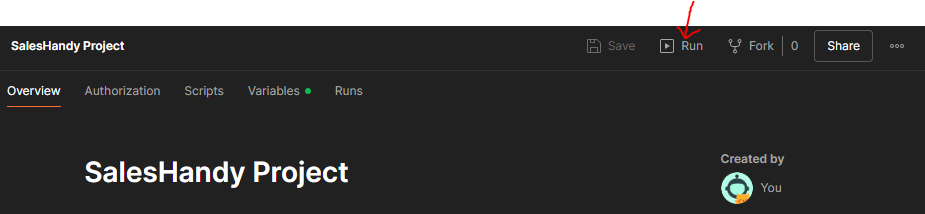 SalesHandy Project Save Run Fork 0 Share
Overview Authorization Scripts Variables Runs
SalesHandy Project
Created by
You